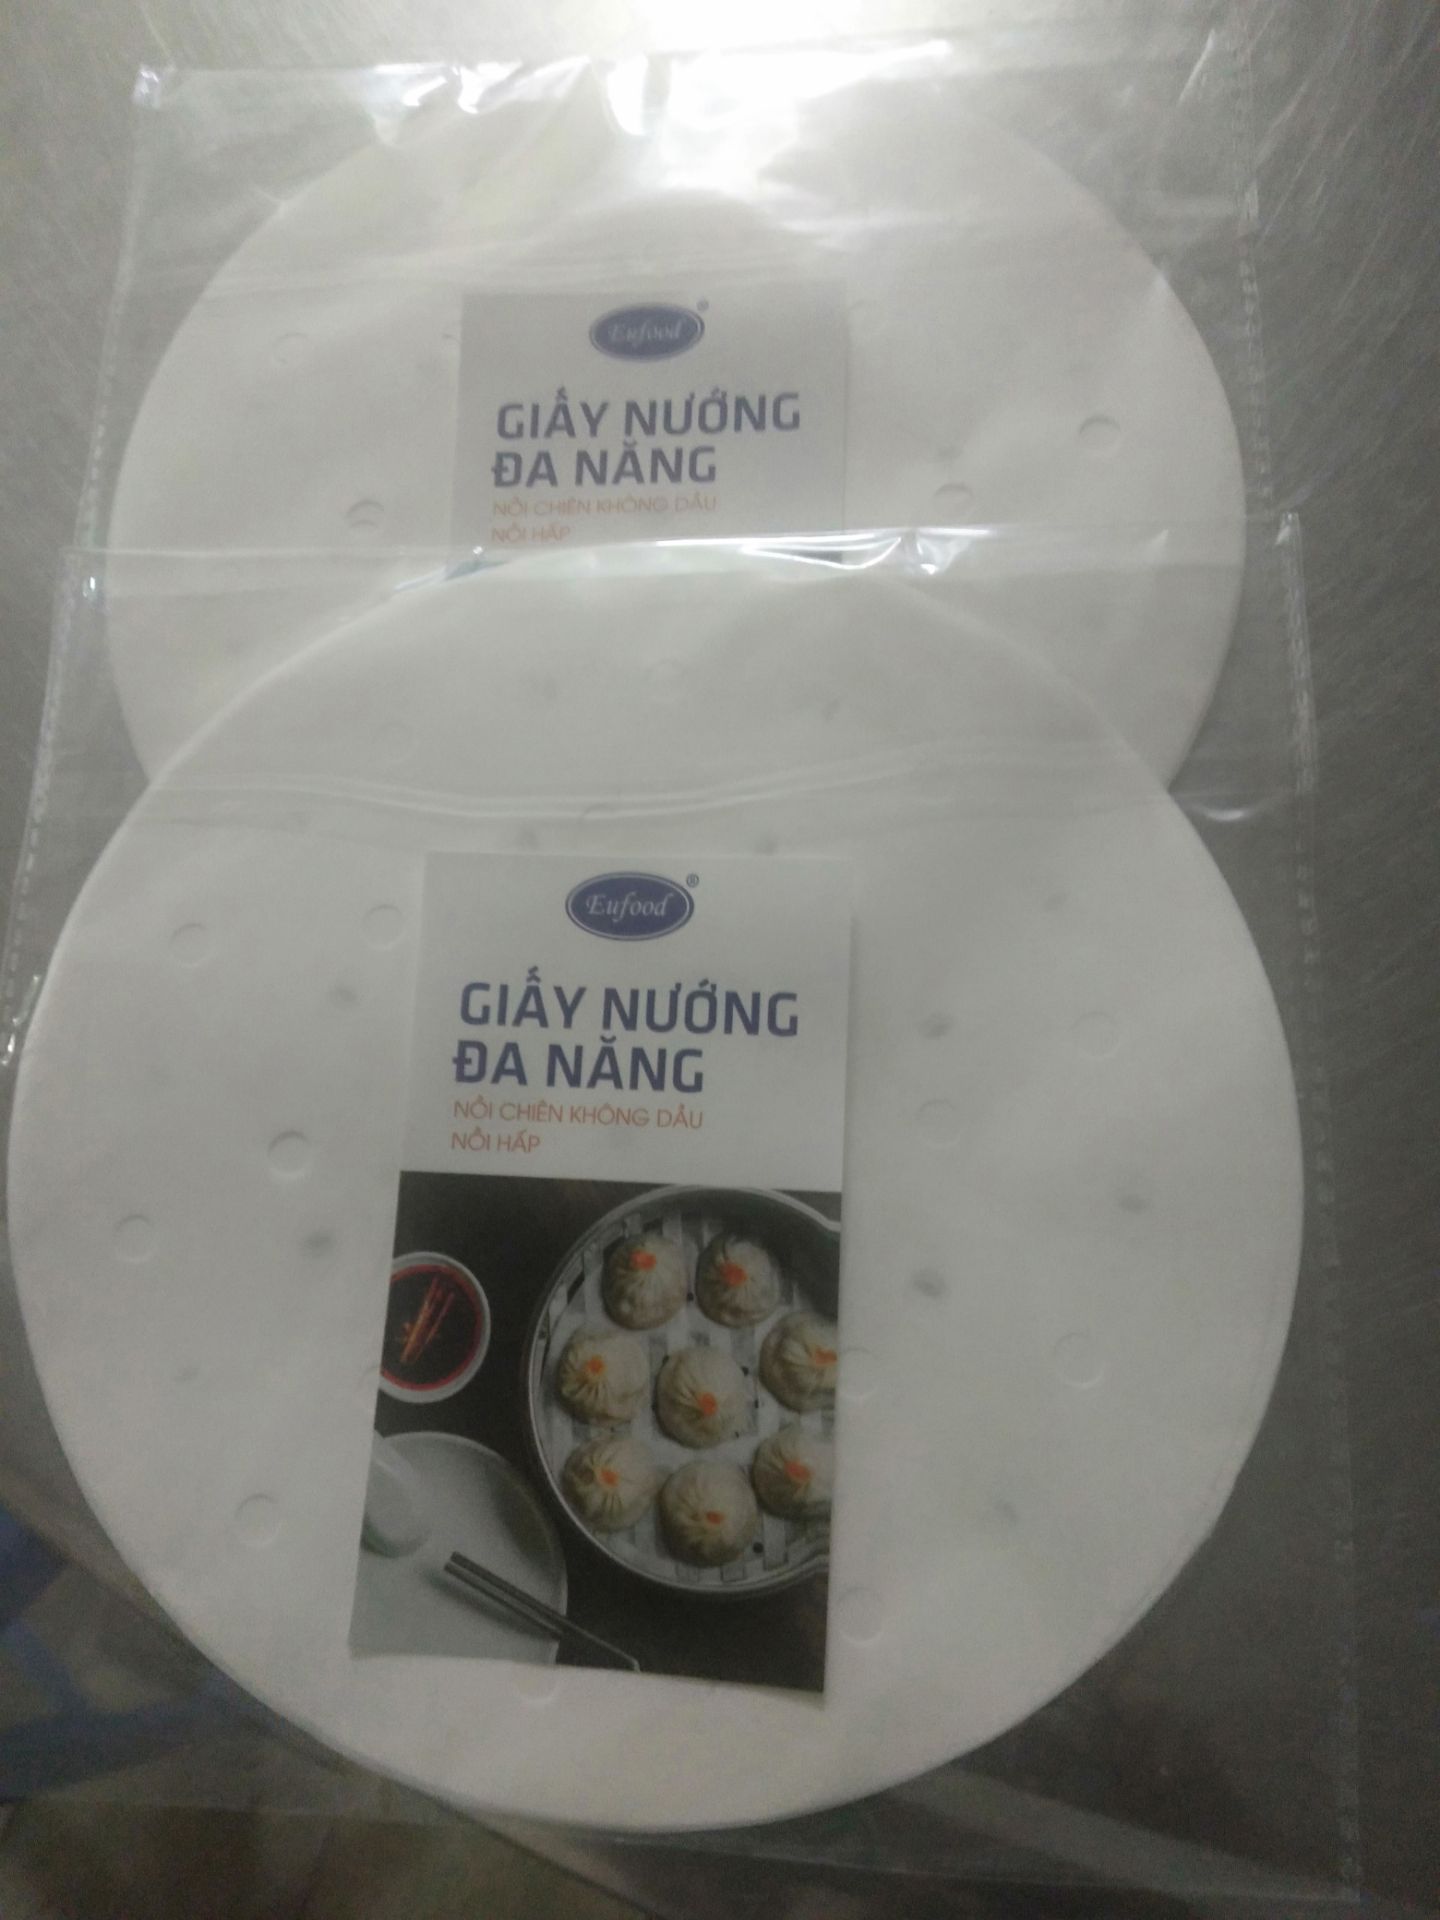 Eufood ®
GIẤY NƯỚNG
ĐA NĂNG
NỒI CHIÊN KHÔNG DẦU
NỒI HẤP
Eufood ®
GIẤY NƯỚNG
ĐA NĂNG
NỒI CHIÊN KHÔNG DẦU
NỒI HẤP